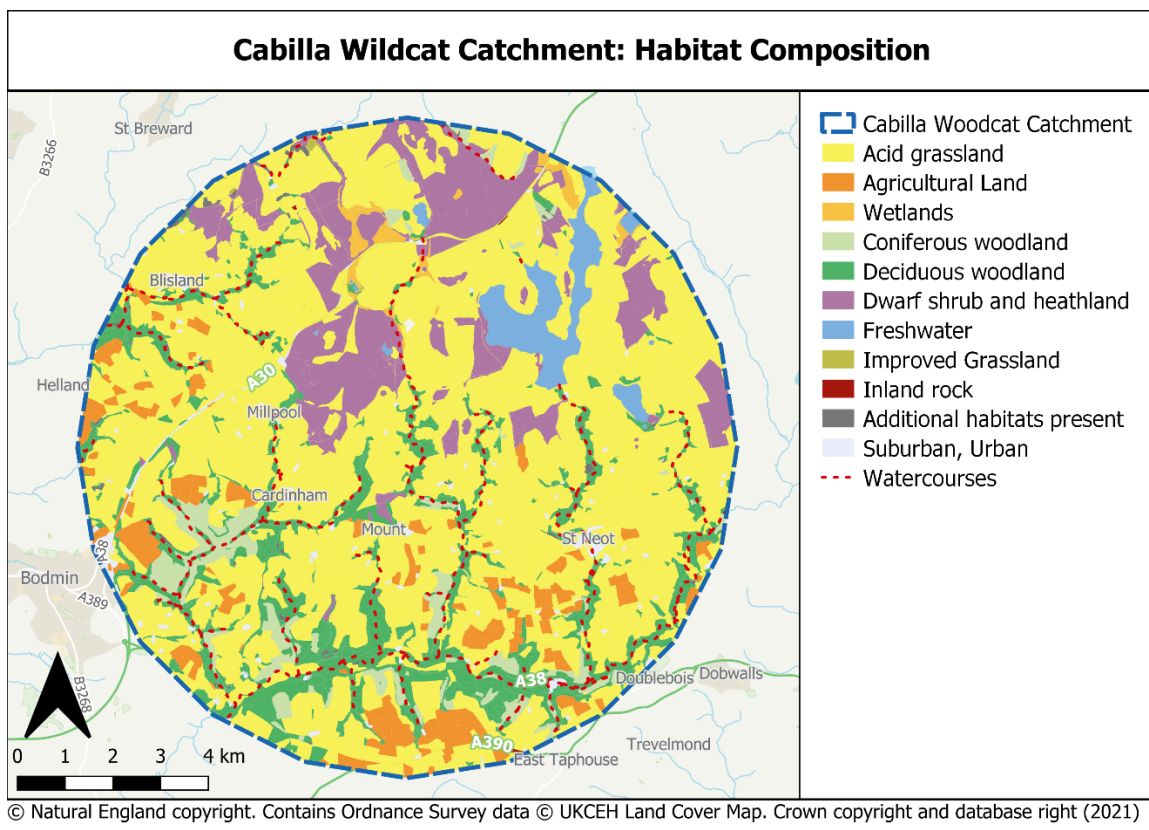 Cabilla Wildcat Catchment: Habitat Composition
St Breward
B3266
Blisland
Helland
A30
Millpool
Cardinham
Mount
St Neot
A38
Bodmin
A389
B3268
A38
Doublebois
Dobwalls
A390
Trevelmond
East Taphouse
0 1 2 3 4 km
Cabilla Woodcat Catchment
Acid grassland
Agricultural Land
Wetlands
Coniferous woodland
Deciduous woodland
Dwarf shrub and heathland
Freshwater
Improved Grassland
Inland rock
Additional habitats present
Suburban, Urban
Watercourses
© Natural England copyright. Contains Ordnance Survey data © UKCEH Land Cover Map. Crown copyright and database right (2021)